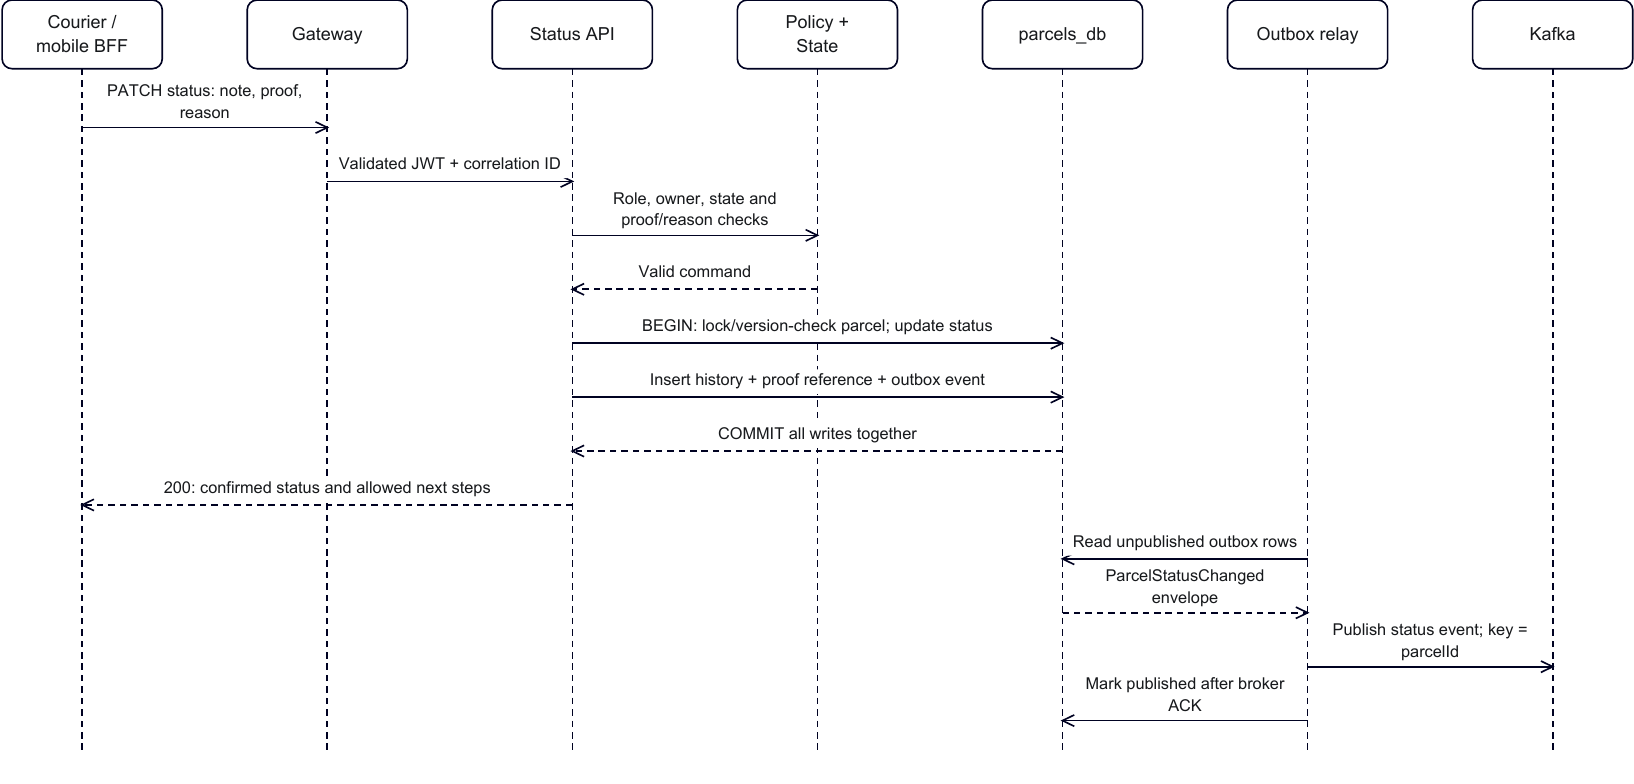 Courier /
mobile BFF
Gateway
Status API
Policy +
State
parcels_db
Outbox relay
Kafka
PATCH status: note, proof,
reason
Validated JWT + correlation ID
Role, owner, state and
proof/reason checks
Valid command
BEGIN: lock/version-check parcel; update status
Insert history + proof reference + outbox event
COMMIT all writes together
200: confirmed status and allowed next steps
Read unpublished outbox rows
ParcelStatusChanged
envelope
Publish status event; key =
parcelId
Mark published after broker
ACK